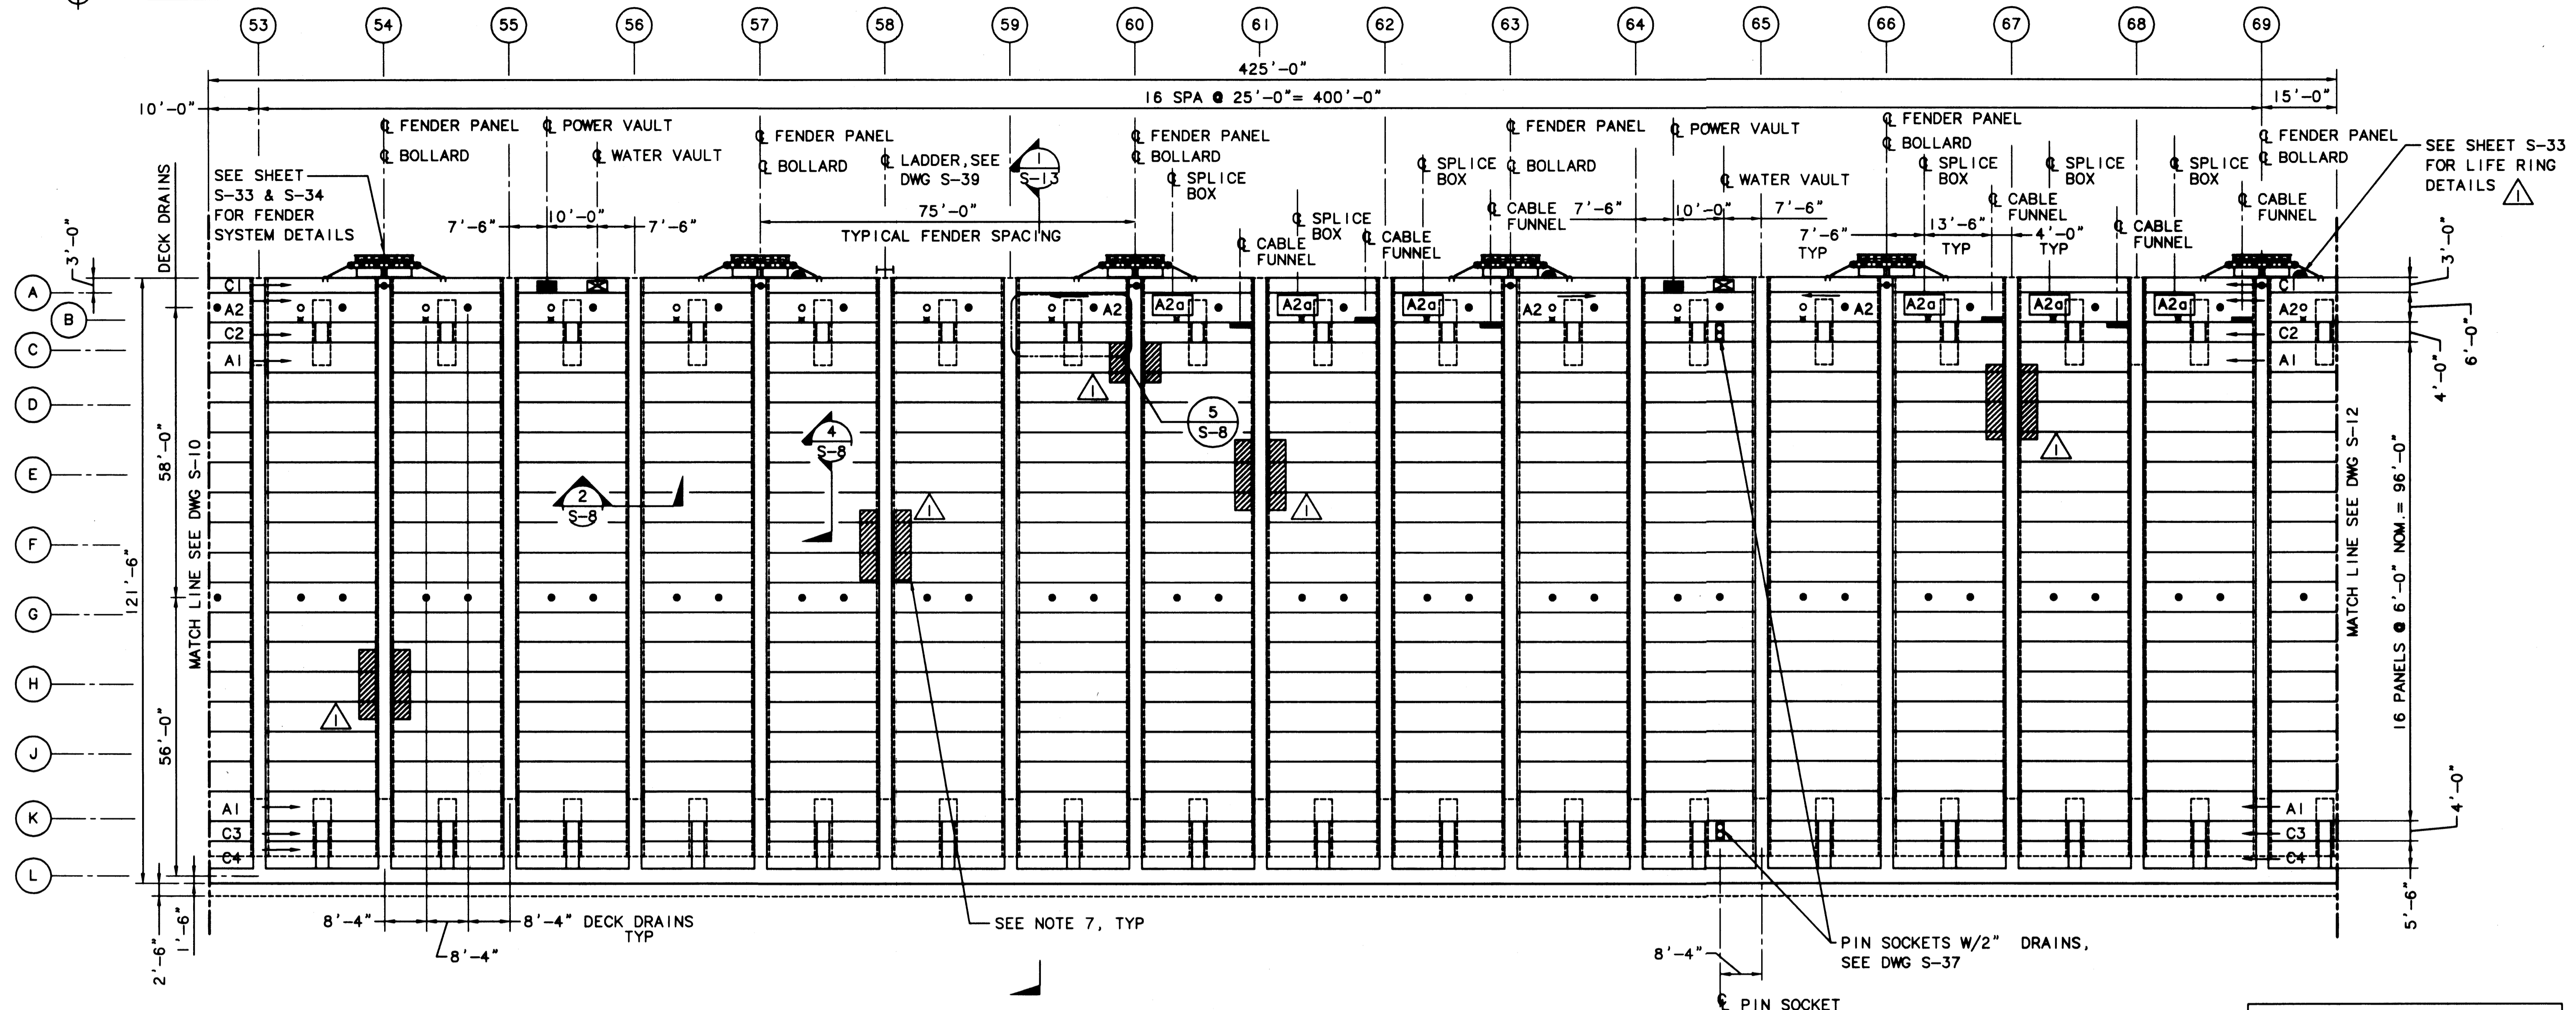 53 54 55 56 57 58 59 60 61 62 63 64 65 66 67 68 69
425'-0"
10'-0" 16 SPA @ 25'-0"= 400'-0" 15'-0"
℄ FENDER PANEL
℄ BOLLARD
℄ POWER VAULT
℄ WATER VAULT
℄ FENDER PANEL
℄ BOLLARD
℄ LADDER, SEE
DWG S-39
1
S-13
℄ FENDER PANEL
℄ BOLLARD
℄ SPLICE
BOX
℄ SPLICE
BOX
℄ CABLE
FUNNEL
℄ CABLE
FUNNEL
℄ SPLICE
BOX
℄ CABLE
FUNNEL
℄ FENDER PANEL
℄ BOLLARD
℄ POWER VAULT
℄ WATER VAULT
℄ FENDER PANEL
℄ BOLLARD
℄ SPLICE
BOX
℄ CABLE
FUNNEL
℄ SPLICE
BOX
℄ CABLE
FUNNEL
℄ SPLICE
BOX
℄ CABLE
FUNNEL
℄ FENDER PANEL
℄ BOLLARD
SEE SHEET S-33
FOR LIFE RING
DETAILS 1
SEE SHEET
S-33 & S-34
FOR FENDER
SYSTEM DETAILS
DECK DRAINS
3'-0"
7'-6" 10'-0" 7'-6"
75'-0"
TYPICAL FENDER SPACING
7'-6" 10'-0" 7'-6"
7'-6"
TYP
13'-6"
TYP
4'-0"
TYP
3'-0"
6'-0"
4'-0"
A
B
C
D
E
F
G
H
J
K
L
C1
A2
C2
A1
A2
A2a
A2a
A2a
A2
A2
A2a
A2a
A2a
C1
A2
C2
A1
121'-6"
58'-0"
56'-0"
MATCH LINE SEE DWG S-10
2
S-8
4
S-8
5
S-8
1
1
1
1
1
MATCH LINE SEE DWG S-12
16 PANELS @ 6'-0" NOM.= 96'-0"
4'-0"
5'-6"
A1
C3
C4
A1
C3
C4
2'-6"
1'-6"
8'-4"
8'-4"
8'-4" DECK DRAINS
TYP
SEE NOTE 7, TYP
8'-4"
PIN SOCKETS W/2" DRAINS,
SEE DWG S-37
℄ PIN SOCKET